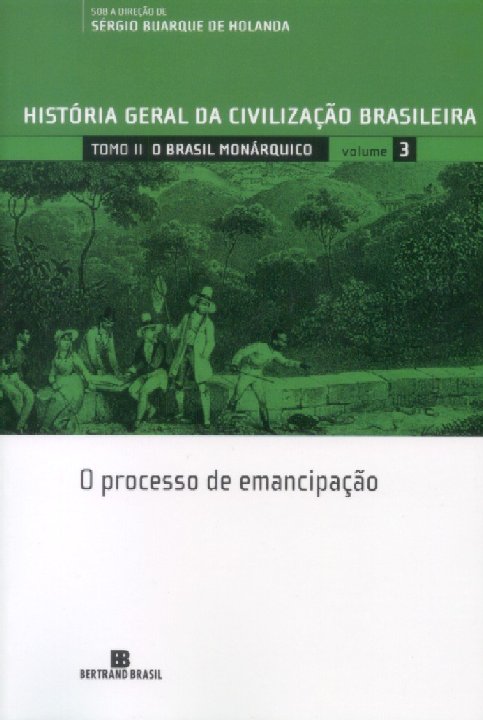 SOB A DIREÇÃO DE
SÉRGIO BUARQUE DE HOLANDA
HISTÓRIA GERAL DA CIVILIZAÇÃO BRASILEIRA
TOMO II O BRASIL MONÁRQUICO volume 3
O processo de emancipação
BERTRAND BRASIL